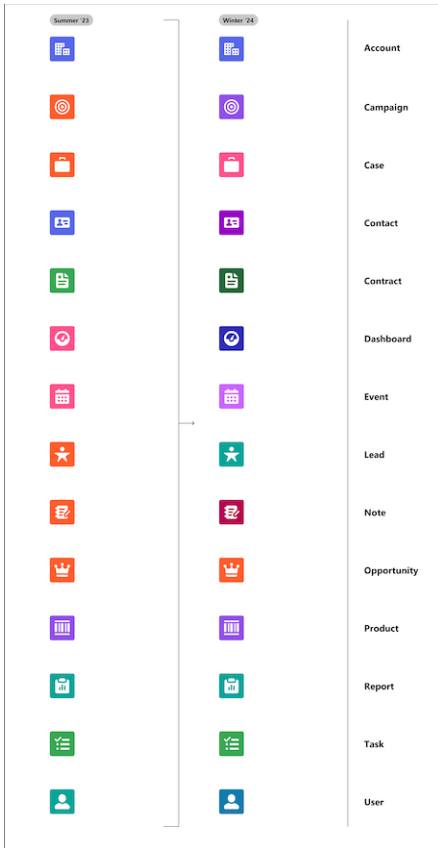 Summer '23
Winter '24
Account
Campaign
Case
Contact
Contract
Dashboard
Event
Lead
Note
Opportunity
Product
Report
Task
User